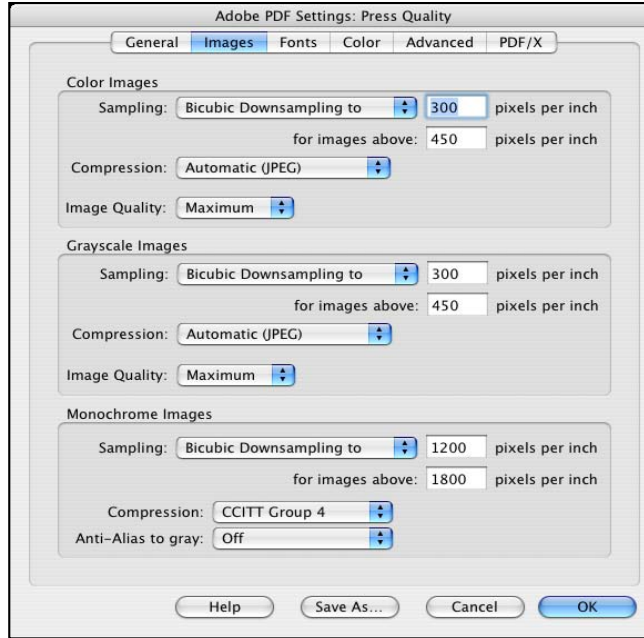 Adobe PDF Settings: Press Quality
General Images Fonts Color Advanced PDF/X
Color Images
Sampling: Bicubic Downsampling to 300 pixels per inch
for images above: 450 pixels per inch
Compression: Automatic (JPEG)
Image Quality: Maximum
Grayscale Images
Sampling: Bicubic Downsampling to 300 pixels per inch
for images above: 450 pixels per inch
Compression: Automatic (JPEG)
Image Quality: Maximum
Monochrome Images
Sampling: Bicubic Downsampling to 1200 pixels per inch
for images above: 1800 pixels per inch
Compression: CCITT Group 4
Anti-Alias to gray: Off
Help Save As... Cancel OK